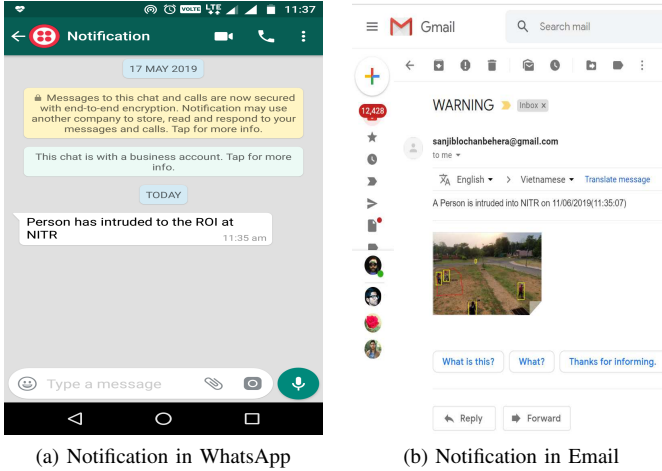 VOLTE LTE 11:37
Notification
17 MAY 2019
Messages to this chat and calls are now secured
with end-to-end encryption. Notification may use
another company to store, read and respond to your
messages and calls. Tap for more info.
This chat is with a business account. Tap for more
info.
TODAY
Person has intruded to the ROI at
NITR
11:35 am
Type a message
(a) Notification in WhatsApp
Gmail
Search mail
12,428
WARNING Inbox x
sanjiblochanbehera@gmail.com
to me
English > Vietnamese Translate message
A Person is intruded into NITR on 11/06/2019(11:35:07)
What is this? What? Thanks for informing.
Reply Forward
(b) Notification in Email